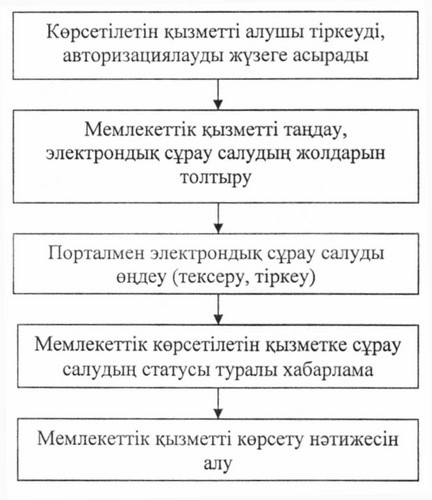 Көрсетілетін қызметті алушы тіркеуді,
авторизациялауды жүзеге асырады
Мемлекеттік қызметті таңдау,
электрондық сұрау салудың жолдарын
толтыру
Порталмен электрондық сұрау салуды
өңдеу (тексеру, тіркеу)
Мемлекеттік көрсетілетін қызметке сұрау
салудың статусы туралы хабарлама
Мемлекеттік қызметті көрсету нәтижесін
алу